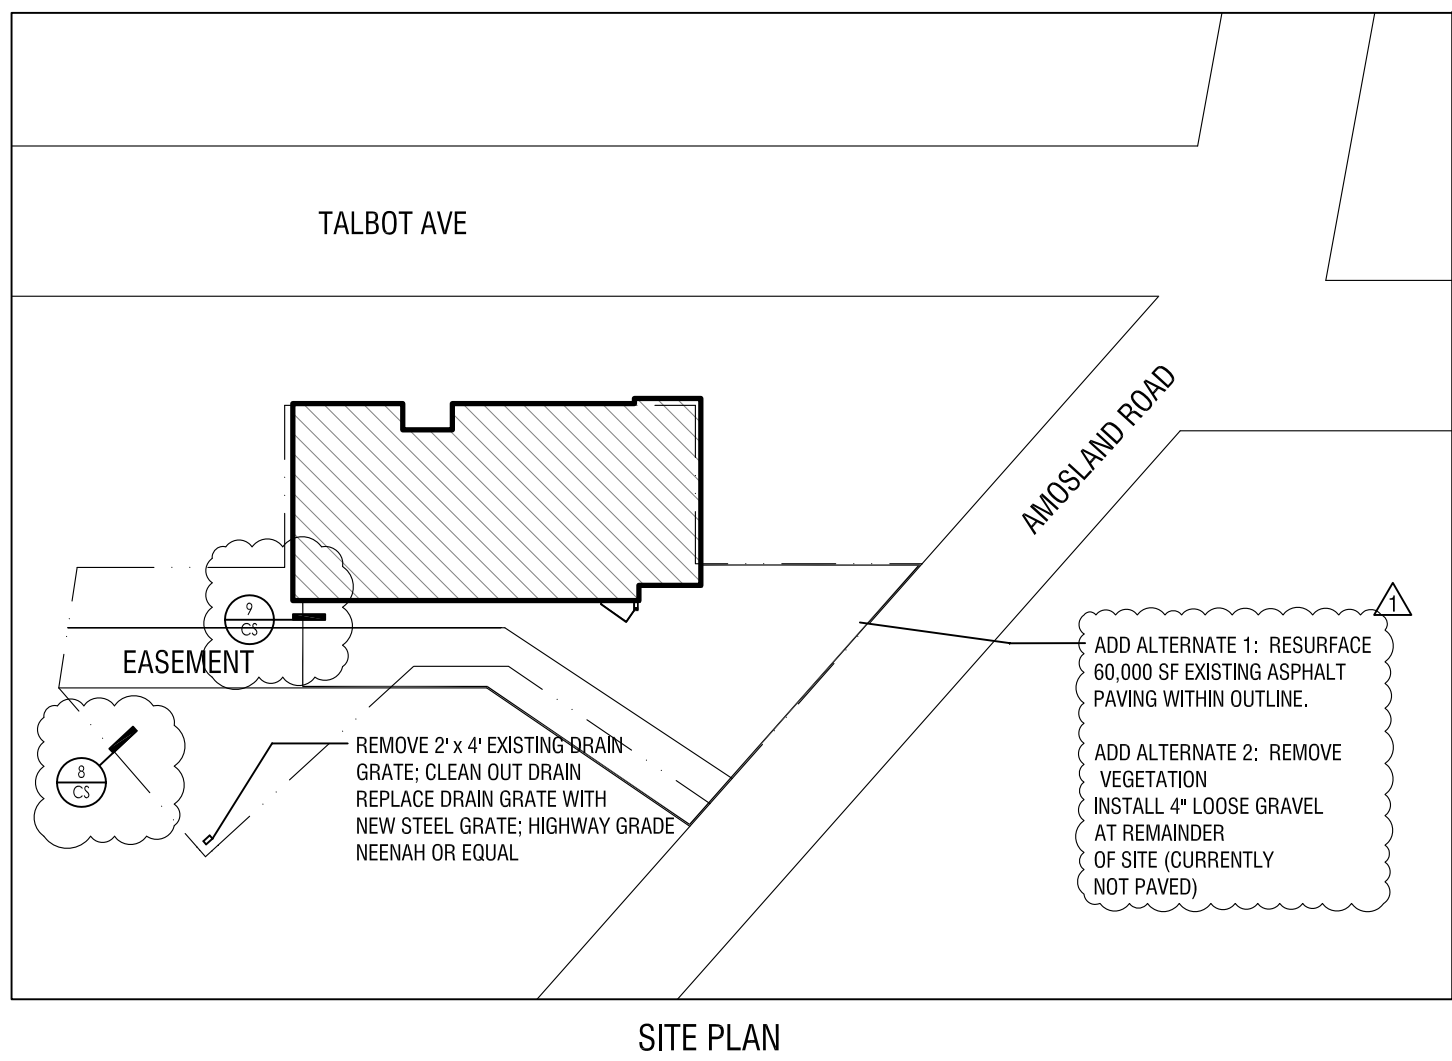 TALBOT AVE
AMOSLAND ROAD
9
CS
EASEMENT
8
CS
REMOVE 2' x 4' EXISTING DRAIN
GRATE; CLEAN OUT DRAIN
REPLACE DRAIN GRATE WITH
NEW STEEL GRATE; HIGHWAY GRADE
NEENAH OR EQUAL
1
ADD ALTERNATE 1: RESURFACE
60,000 SF EXISTING ASPHALT
PAVING WITHIN OUTLINE.
ADD ALTERNATE 2: REMOVE
VEGETATION
INSTALL 4" LOOSE GRAVEL
AT REMAINDER
OF SITE (CURRENTLY
NOT PAVED)
SITE PLAN